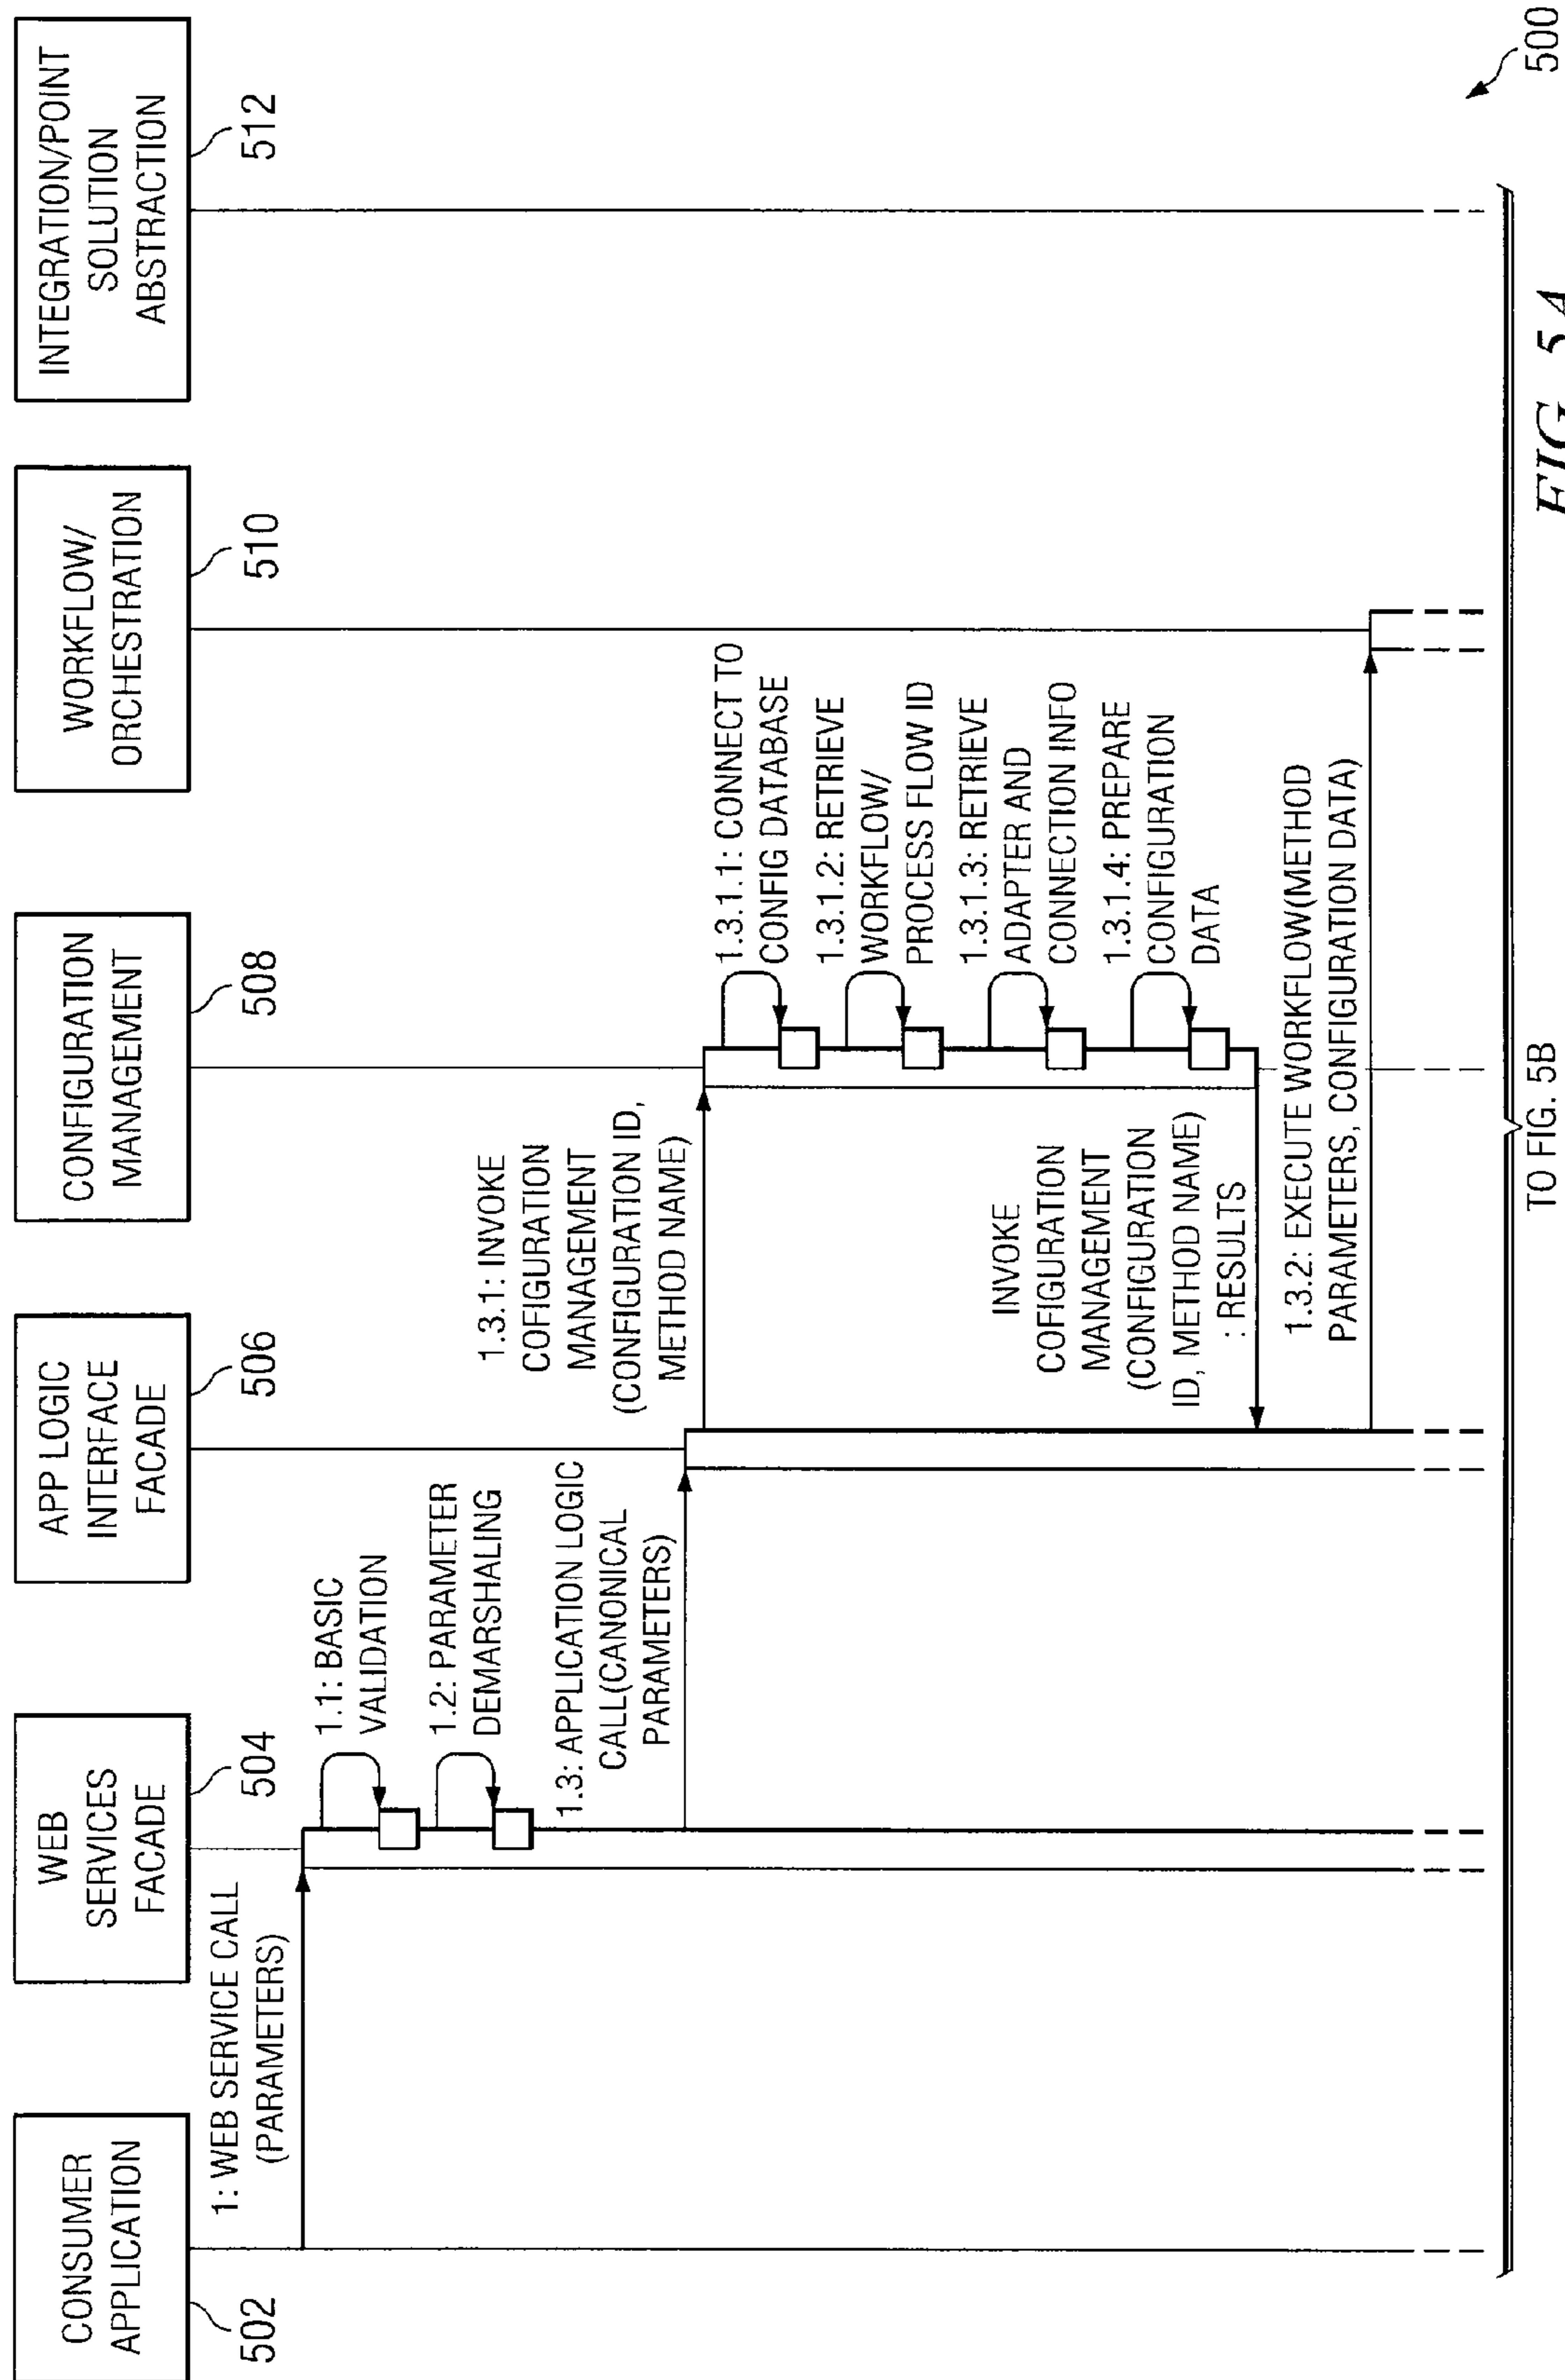 CONSUMER
APPLICATION
502
WEB
SERVICES
FACADE
504
APP LOGIC
INTERFACE
FACADE
506
CONFIGURATION
MANAGEMENT
508
WORKFLOW/
ORCHESTRATION
510
INTEGRATION/POINT
SOLUTION
ABSTRACTION
512
1: WEB SERVICE CALL
(PARAMETERS)
1.1: BASIC
VALIDATION
1.2: PARAMETER
DEMARSHALING
1.3: APPLICATION LOGIC
CALL(CANONICAL
PARAMETERS)
1.3.1: INVOKE
COFIGURATION
MANAGEMENT
(CONFIGURATION ID,
METHOD NAME)
1.3.1.1: CONNECT TO
CONFIG DATABASE
1.3.1.2: RETRIEVE
WORKFLOW/
PROCESS FLOW ID
1.3.1.3: RETRIEVE
ADAPTER AND
CONNECTION INFO
1.3.1.4: PREPARE
CONFIGURATION
DATA
INVOKE
COFIGURATION
MANAGEMENT
(CONFIGURATION
ID, METHOD NAME)
: RESULTS
1.3.2: EXECUTE WORKFLOW(METHOD
PARAMETERS, CONFIGURATION DATA)
TO FIG. 5B
500
FIG. 5A